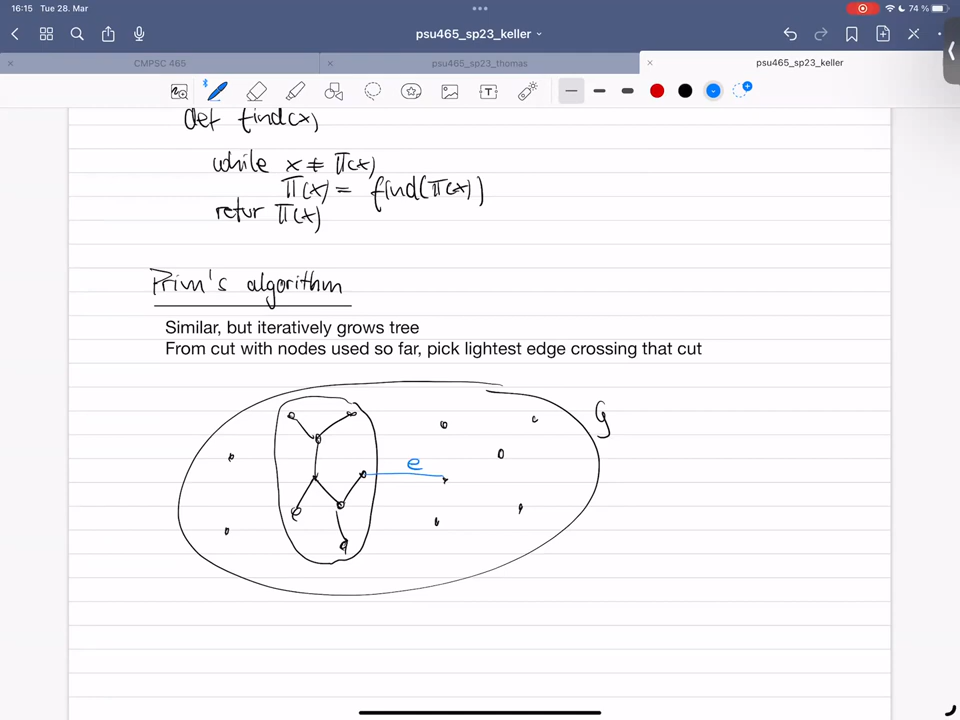 16:15 Tue 28. Mar
74 %
psu465_sp23_keller
CMPSC 465
psu465_sp23_thomas
psu465_sp23_keller
def find(x)
while x ≠ π(x)
π(x) = find(π(x))
retur π(x)
Prim's algorithm
Similar, but iteratively grows tree
From cut with nodes used so far, pick lightest edge crossing that cut
G
e